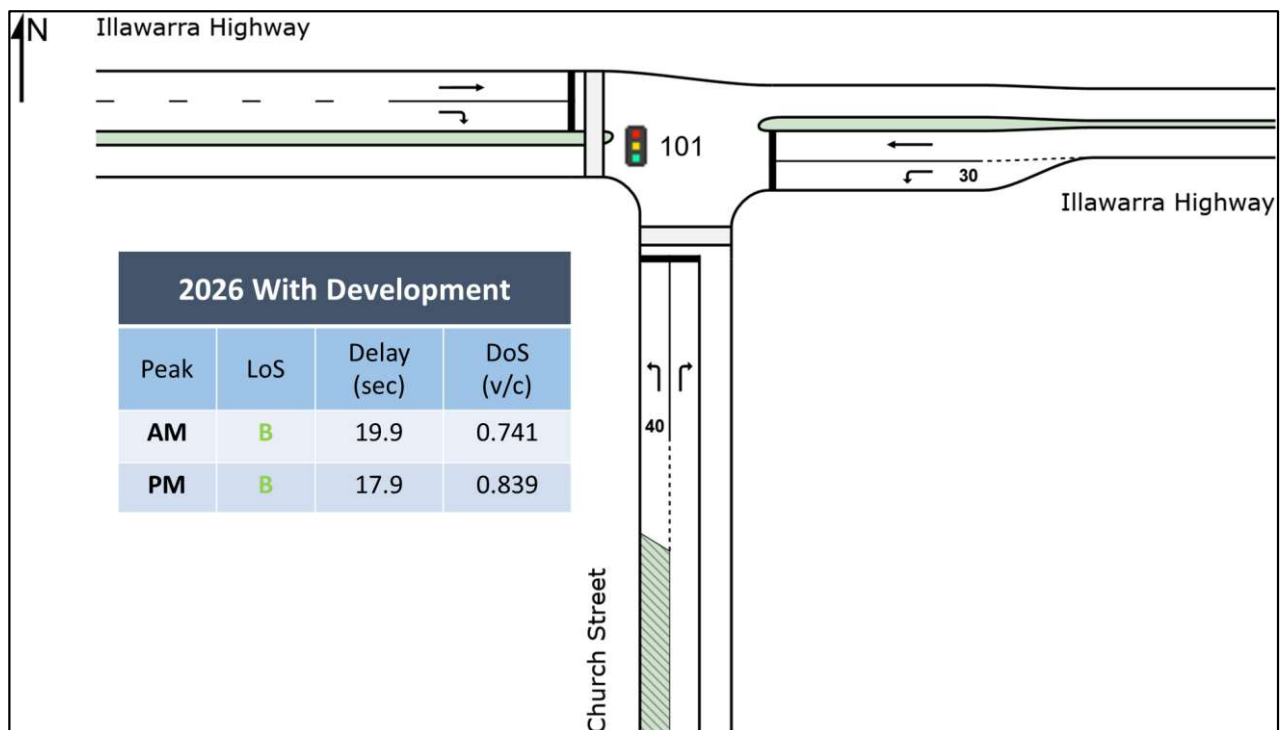 N
Illawarra Highway
101
30
Illawarra Highway
2026 With Development
Peak LoS Delay (sec) DoS (v/c)
AM B 19.9 0.741
PM B 17.9 0.839
40
Church Street